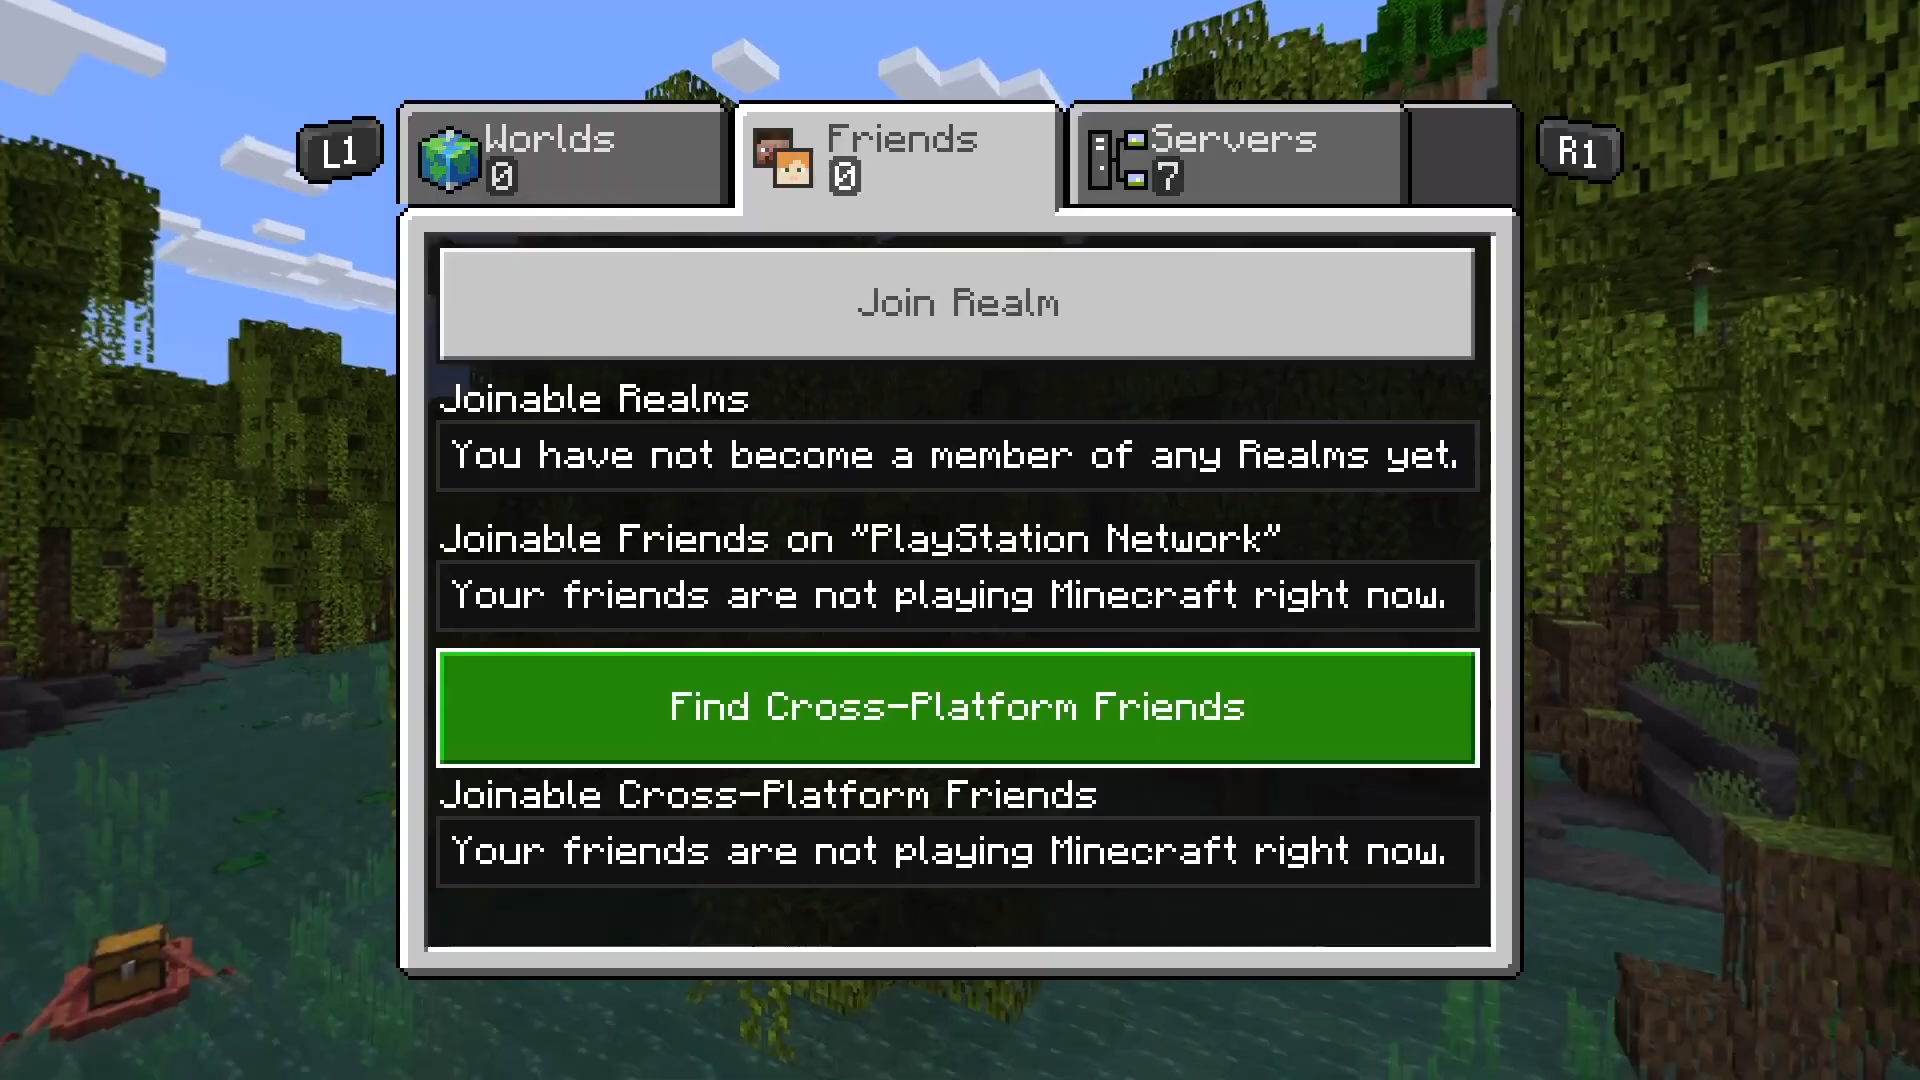 L1
Worlds
0
Friends
0
Servers
7
R1
Join Realm
Joinable Realms
You have not become a member of any Realms yet.
Joinable Friends on "PlayStation Network"
Your friends are not playing Minecraft right now.
Find Cross-Platform Friends
Joinable Cross-Platform Friends
Your friends are not playing Minecraft right now.